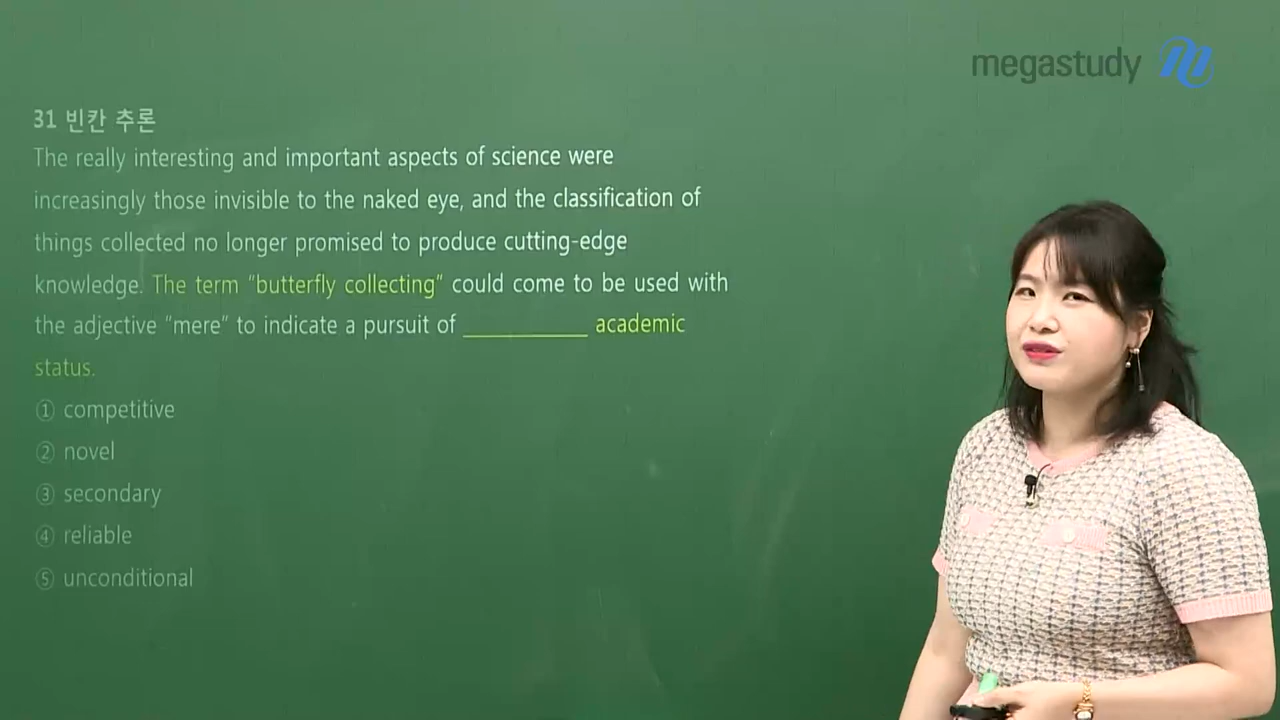 megastudy
31 빈칸 추론
The really interesting and important aspects of science were
increasingly those invisible to the naked eye, and the classification of
things collected no longer promised to produce cutting-edge
knowledge. The term “butterfly collecting” could come to be used with
the adjective “mere” to indicate a pursuit of __________ academic
status.
① competitive
② novel
③ secondary
④ reliable
⑤ unconditional